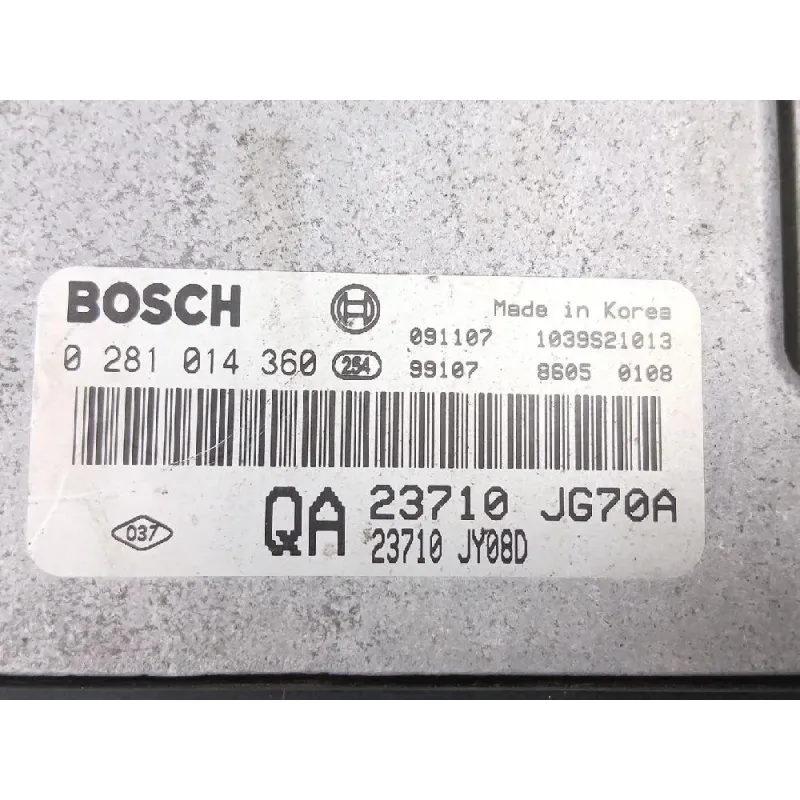 BOSCH
Made in Korea
091107 1039S21013
0 281 014 360 254 99107 8605 0108
037
QA 23710 JG70A
23710 JY08D